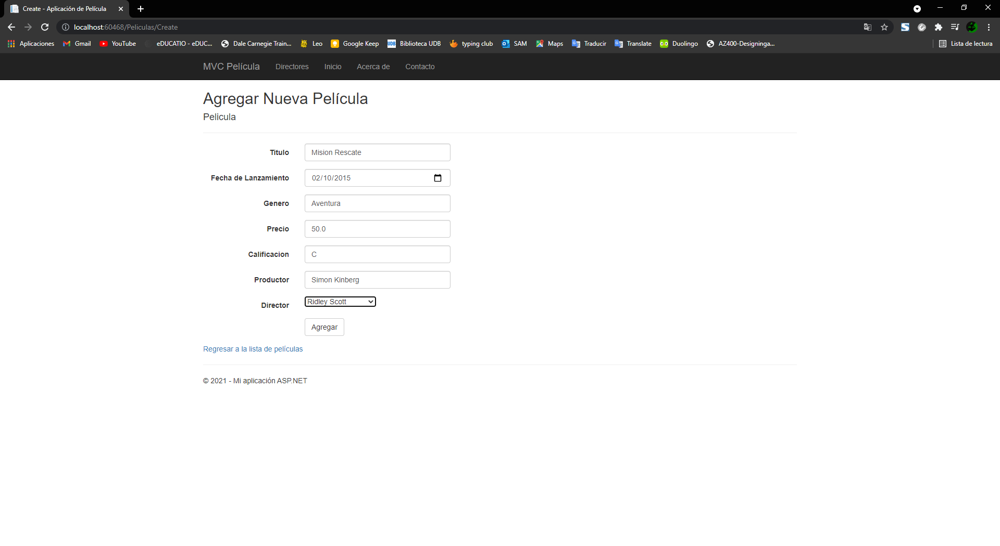 Create - Aplicación de Película
localhost:60468/Peliculas/Create
Aplicaciones Gmail YouTube eDUCATIO - eDUC... Dale Carnegie Train... Leo Google Keep UDB Biblioteca UDB typing club SAM Maps Traducir Translate Duolingo AZ400-Designinga... Lista de lectura
MVC Película Directores Inicio Acerca de Contacto
Agregar Nueva Película
Pelicula
Titulo Mision Rescate
Fecha de Lanzamiento 02/10/2015
Genero Aventura
Precio 50.0
Calificacion C
Productor Simon Kinberg
Director Ridley Scott
Agregar
Regresar a la lista de películas
© 2021 - Mi aplicación ASP.NET